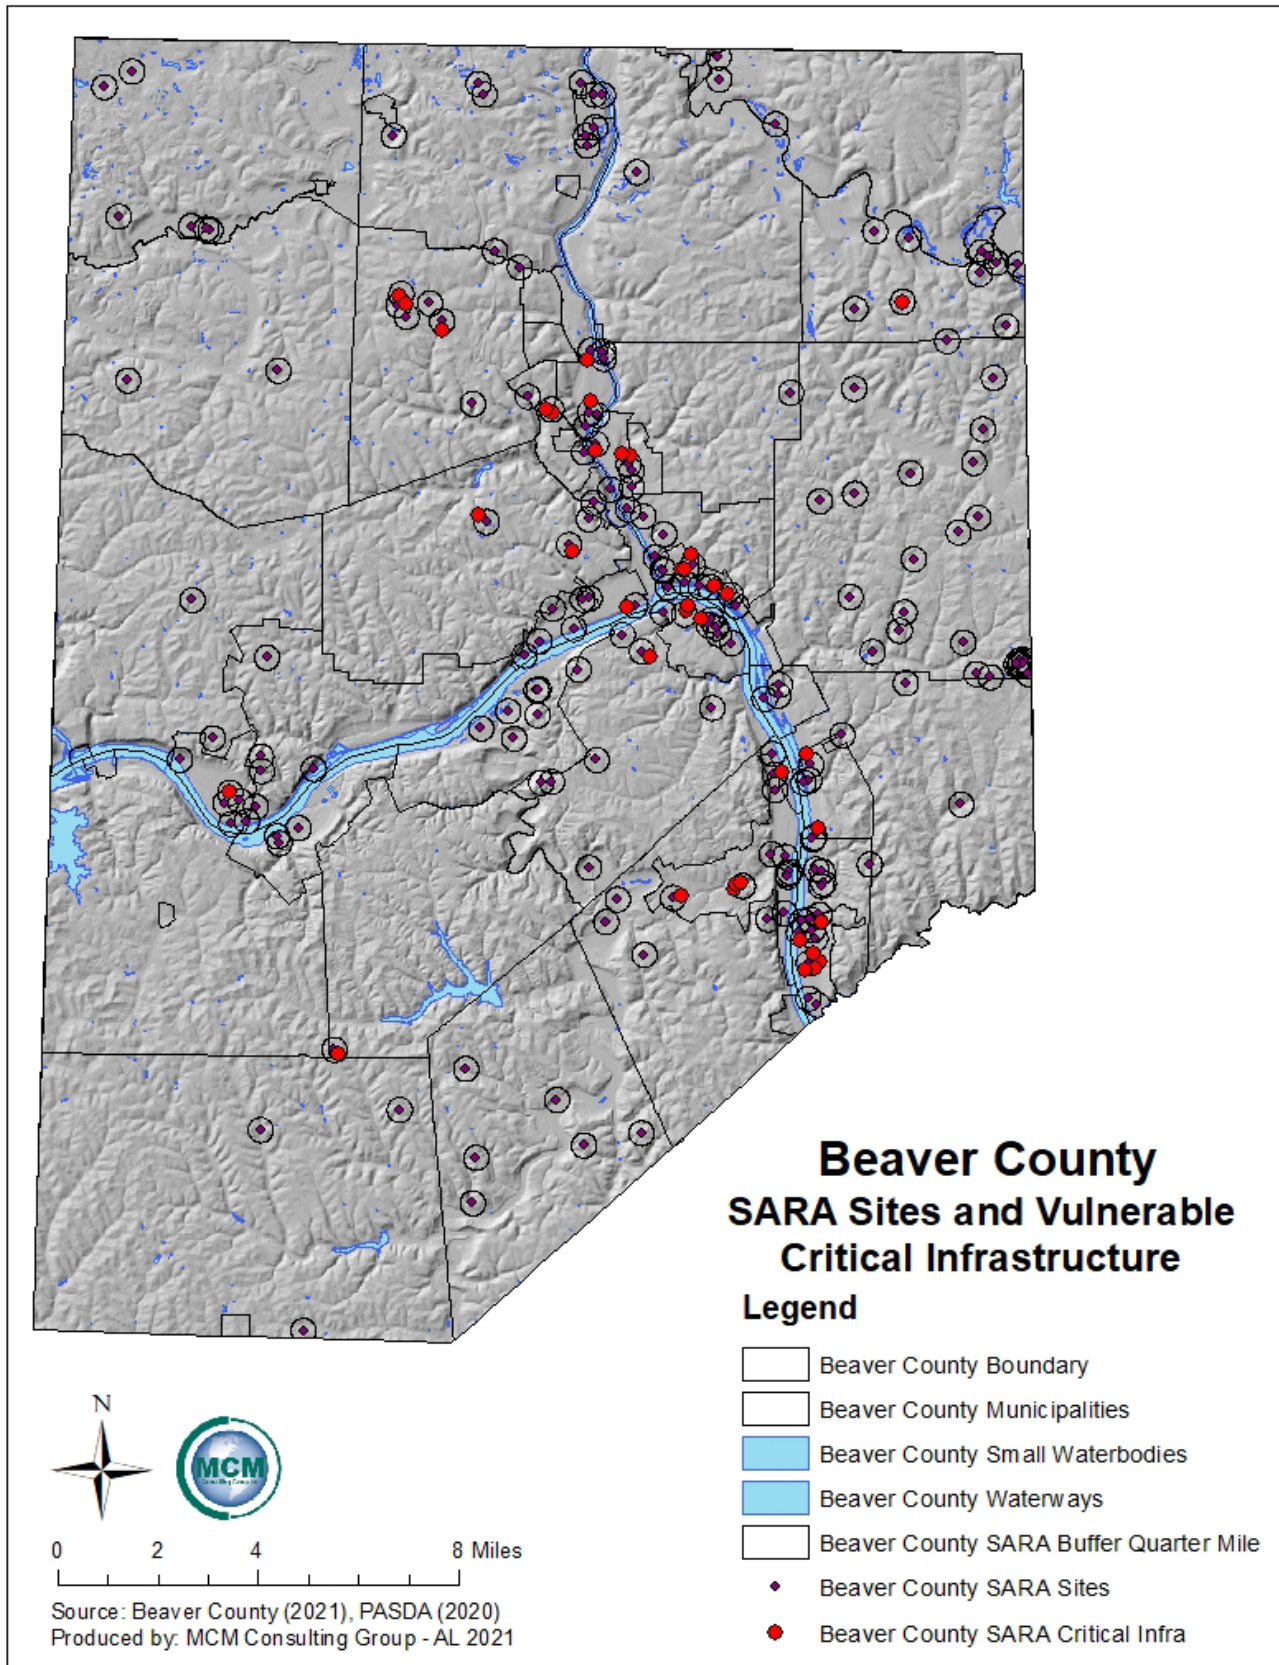 Beaver County
SARA Sites and Vulnerable
Critical Infrastructure
Legend
Beaver County Boundary
Beaver County Municipalities
Beaver County Small Waterbodies
Beaver County Waterways
Beaver County SARA Buffer Quarter Mile
Beaver County SARA Sites
Beaver County SARA Critical Infra
N
MCM
0 2 4 8 Miles
Source: Beaver County (2021), PASDA (2020)
Produced by: MCM Consulting Group - AL 2021